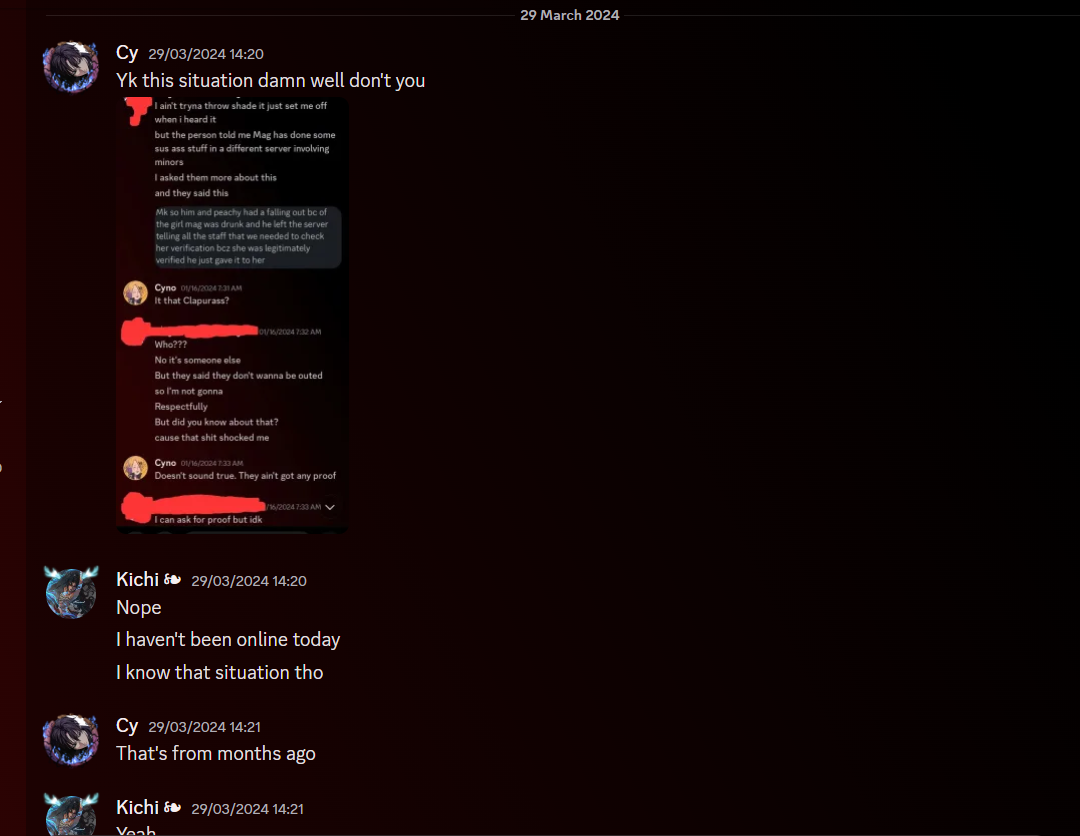 29 March 2024
Cy 29/03/2024 14:20
Yk this situation damn well don't you
I ain't tryna throw shade it just set me off
when i heard it
but the person told me Mag has done some
sus ass stuff in a different server involving
minors
I asked them more about this
and they said this
Mk so him and peachy had a falling out bc of
the girl mag was drunk and he left the server
telling all the staff that we needed to check
her verification bcz she was legitimately
verified he just gave it to her
Cyno 01/16/2024 7:31 AM
It that Clapurass?
01/16/2024 7:32 AM
Who???
No it's someone else
But they said they don't wanna be outed
so I'm not gonna
Respectfully
But did you know about that?
cause that shit shocked me
Cyno 01/16/2024 7:33 AM
Doesn't sound true. They ain't got any proof
/16/2024 7:33 AM
I can ask for proof but idk
Kichi 29/03/2024 14:20
Nope
I haven't been online today
I know that situation tho
Cy 29/03/2024 14:21
That's from months ago
Kichi 29/03/2024 14:21
Yeah